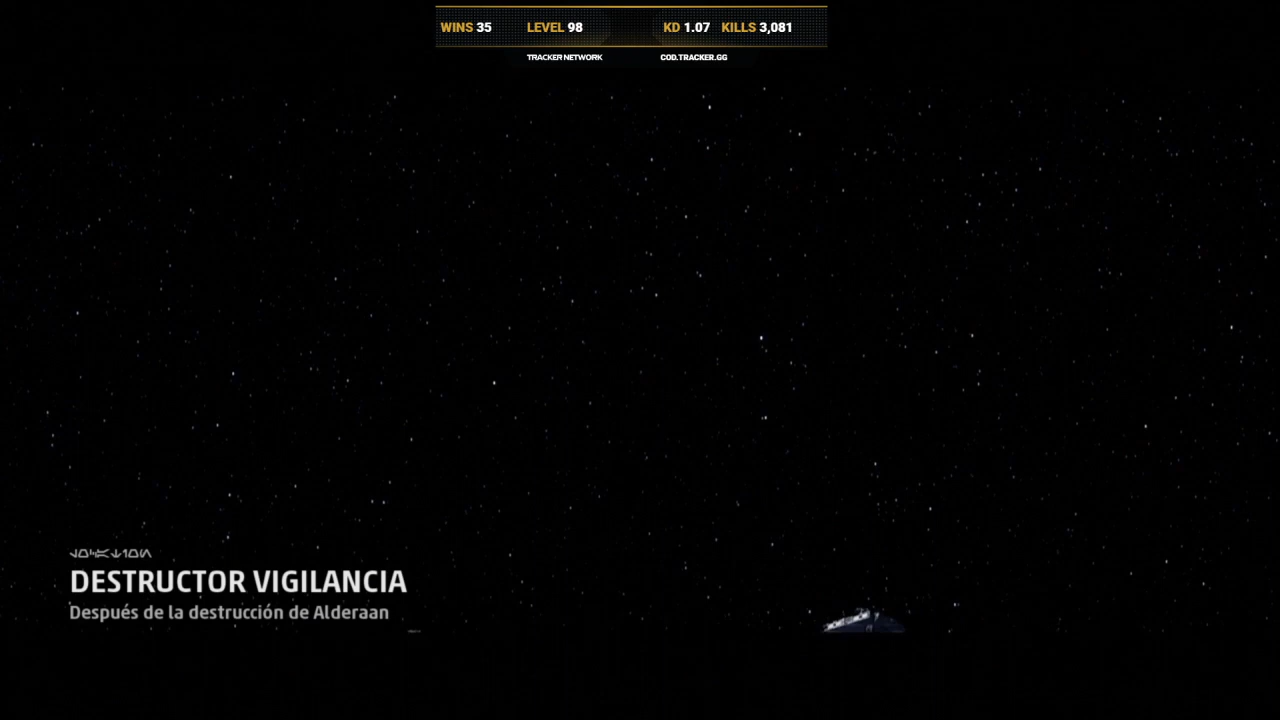 WINS 35 LEVEL 98 KD 1.07 KILLS 3,081
TRACKER NETWORK COD.TRACKER.GG
DESTRUCTOR VIGILANCIA
Después de la destrucción de Alderaan